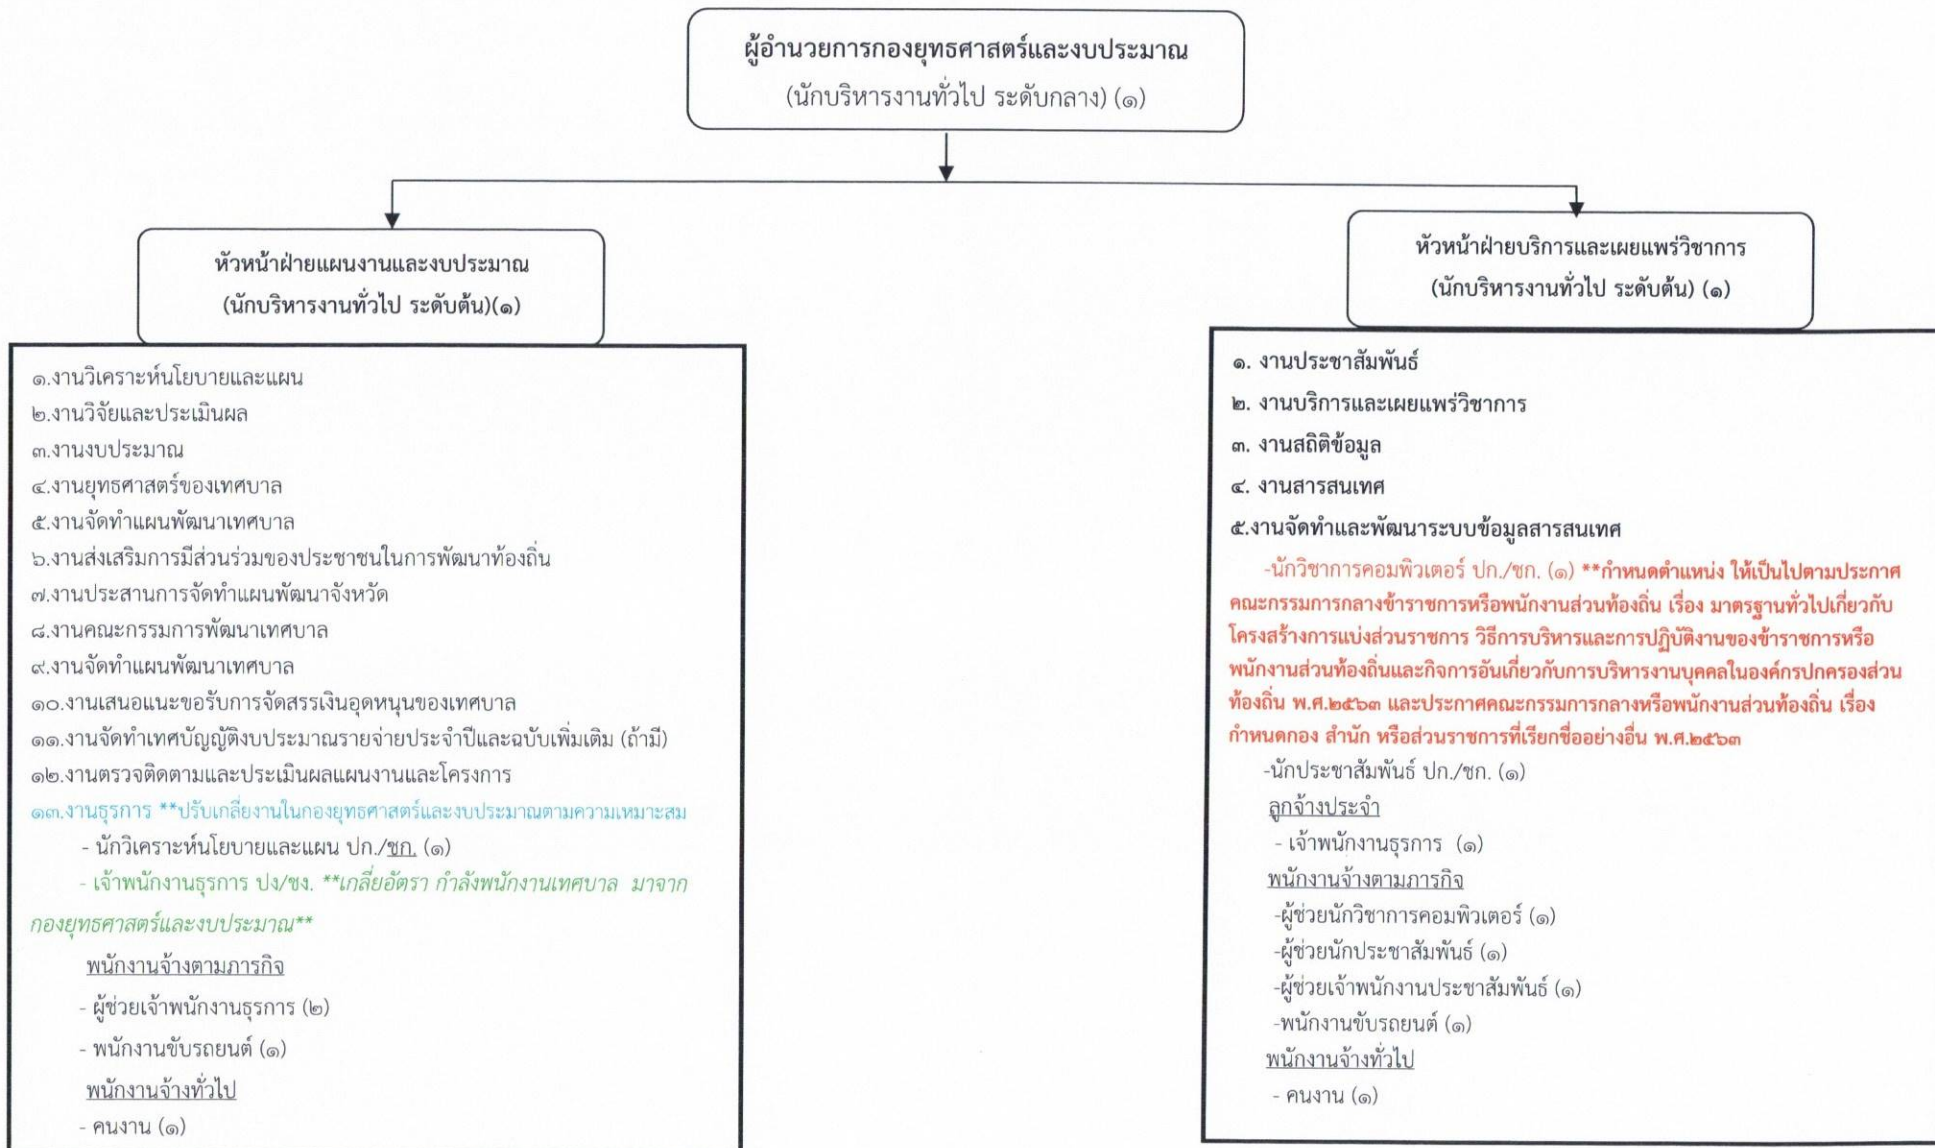 ผู้อำนวยการกองยุทธศาสตร์และงบประมาณ
(นักบริหารงานทั่วไป ระดับกลาง) (๑)
หัวหน้าฝ่ายแผนงานและงบประมาณ
(นักบริหารงานทั่วไป ระดับต้น)(๑)
๑.งานวิเคราะห์นโยบายและแผน
๒.งานวิจัยและประเมินผล
๓.งานงบประมาณ
๔.งานยุทธศาสตร์ของเทศบาล
๕.งานจัดทำแผนพัฒนาเทศบาล
๖.งานส่งเสริมการมีส่วนร่วมของประชาชนในการพัฒนาท้องถิ่น
๗.งานประสานการจัดทำแผนพัฒนาจังหวัด
๘.งานคณะกรรมการพัฒนาเทศบาล
๙.งานจัดทำแผนพัฒนาเทศบาล
๑๐.งานเสนอแนะขอรับการจัดสรรเงินอุดหนุนของเทศบาล
๑๑.งานจัดทำเทศบัญญัติงบประมาณรายจ่ายประจำปีและฉบับเพิ่มเติม (ถ้ามี)
๑๒.งานตรวจติดตามและประเมินผลแผนงานและโครงการ
๑๓.งานธุรการ **ปรับเกลี่ยงานในกองยุทธศาสตร์และงบประมาณตามความเหมาะสม
- นักวิเคราะห์นโยบายและแผน ปก./ชก. (๑)
- เจ้าพนักงานธุรการ ปง/ชง. **เกลี่ยอัตรา กำลังพนักงานเทศบาล มาจาก
กองยุทธศาสตร์และงบประมาณ**
พนักงานจ้างตามภารกิจ
- ผู้ช่วยเจ้าพนักงานธุรการ (๒)
- พนักงานขับรถยนต์ (๑)
พนักงานจ้างทั่วไป
- คนงาน (๑)
หัวหน้าฝ่ายบริการและเผยแพร่วิชาการ
(นักบริหารงานทั่วไป ระดับต้น) (๑)
๑. งานประชาสัมพันธ์
๒. งานบริการและเผยแพร่วิชาการ
๓. งานสถิติข้อมูล
๔. งานสารสนเทศ
๕.งานจัดทำและพัฒนาระบบข้อมูลสารสนเทศ
-นักวิชาการคอมพิวเตอร์ ปก./ชก. (๑) **กำหนดตำแหน่ง ให้เป็นไปตามประกาศ
คณะกรรมการกลางข้าราชการหรือพนักงานส่วนท้องถิ่น เรื่อง มาตรฐานทั่วไปเกี่ยวกับ
โครงสร้างการแบ่งส่วนราชการ วิธีการบริหารและการปฏิบัติงานของข้าราชการหรือ
พนักงานส่วนท้องถิ่นและกิจการอันเกี่ยวกับการบริหารงานบุคคลในองค์กรปกครองส่วน
ท้องถิ่น พ.ศ.๒๕๖๓ และประกาศคณะกรรมการกลางหรือพนักงานส่วนท้องถิ่น เรื่อง
กำหนดกอง สำนัก หรือส่วนราชการที่เรียกชื่ออย่างอื่น พ.ศ.๒๕๖๓
-นักประชาสัมพันธ์ ปก./ชก. (๑)
ลูกจ้างประจำ
- เจ้าพนักงานธุรการ (๑)
พนักงานจ้างตามภารกิจ
-ผู้ช่วยนักวิชาการคอมพิวเตอร์ (๑)
-ผู้ช่วยนักประชาสัมพันธ์ (๑)
-ผู้ช่วยเจ้าพนักงานประชาสัมพันธ์ (๑)
-พนักงานขับรถยนต์ (๑)
พนักงานจ้างทั่วไป
- คนงาน (๑)